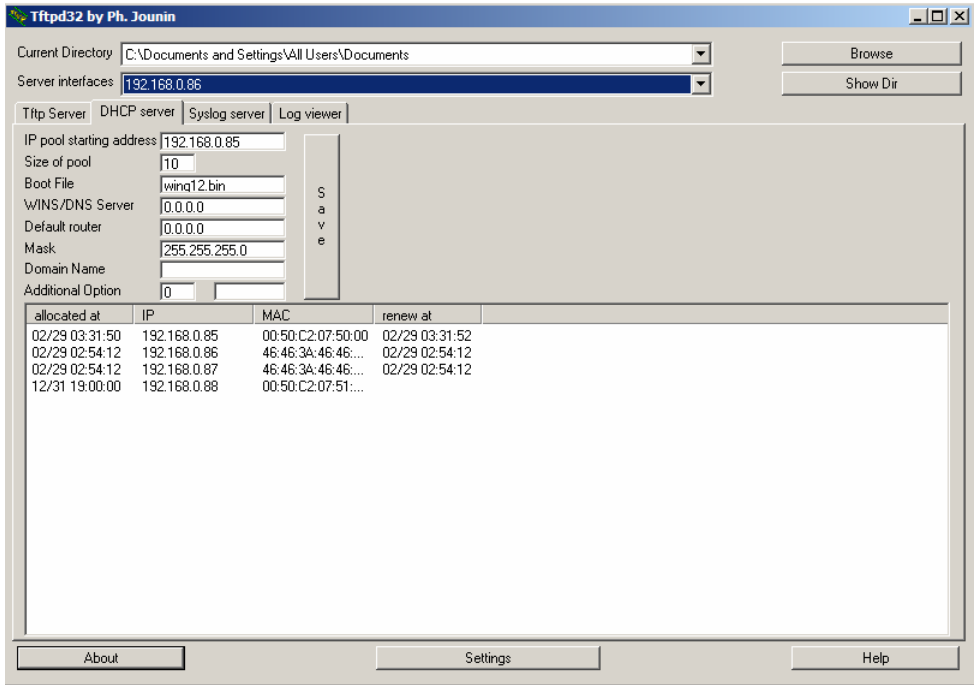 Tftpd32 by Ph. Jounin
Current Directory C:\Documents and Settings\All Users\Documents Browse
Server interfaces 192.168.0.86 Show Dir
Tftp Server DHCP server Syslog server Log viewer
IP pool starting address 192.168.0.85
Size of pool 10
Boot File winq12.bin
WINS/DNS Server 0.0.0.0
Default router 0.0.0.0
Mask 255.255.255.0
Domain Name
Additional Option 0
Save
allocated at IP MAC renew at
02/29 03:31:50 192.168.0.85 00:50:C2:07:50:00 02/29 03:31:52
02/29 02:54:12 192.168.0.86 46:46:3A:46:46:... 02/29 02:54:12
02/29 02:54:12 192.168.0.87 46:46:3A:46:46:... 02/29 02:54:12
12/31 19:00:00 192.168.0.88 00:50:C2:07:51:...
About Settings Help